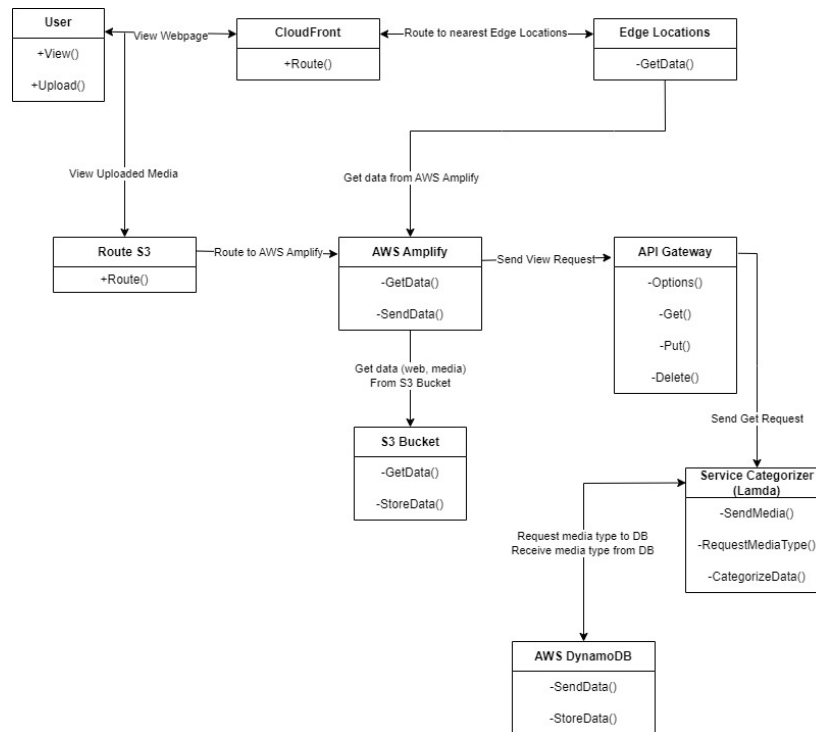 User
+View()
+Upload()
View Webpage
CloudFront
+Route()
Route to nearest Edge Locations
Edge Locations
-GetData()
View Uploaded Media
Get data from AWS Amplify
Route S3
+Route()
Route to AWS Amplify
AWS Amplify
-GetData()
-SendData()
Send View Request
API Gateway
-Options()
-Get()
-Put()
-Delete()
Get data (web, media)
From S3 Bucket
Send Get Request
S3 Bucket
-GetData()
-StoreData()
Service Categorizer
(Lamda)
-SendMedia()
-RequestMediaType()
-CategorizeData()
Request media type to DB
Receive media type from DB
AWS DynamoDB
-SendData()
-StoreData()